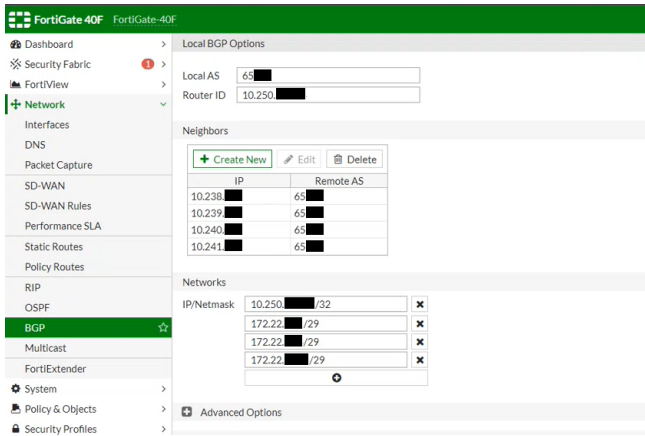 FortiGate 40F FortiGate-40F
Dashboard
Security Fabric 1
FortiView
Network
Interfaces
DNS
Packet Capture
SD-WAN
SD-WAN Rules
Performance SLA
Static Routes
Policy Routes
RIP
OSPF
BGP
Multicast
FortiExtender
System
Policy & Objects
Security Profiles
Local BGP Options
Local AS 65
Router ID 10.250.
Neighbors
Create New Edit Delete
IP Remote AS
10.238. 65
10.239. 65
10.240. 65
10.241. 65
Networks
IP/Netmask 10.250. /32
172.22. /29
172.22. /29
172.22. /29
Advanced Options